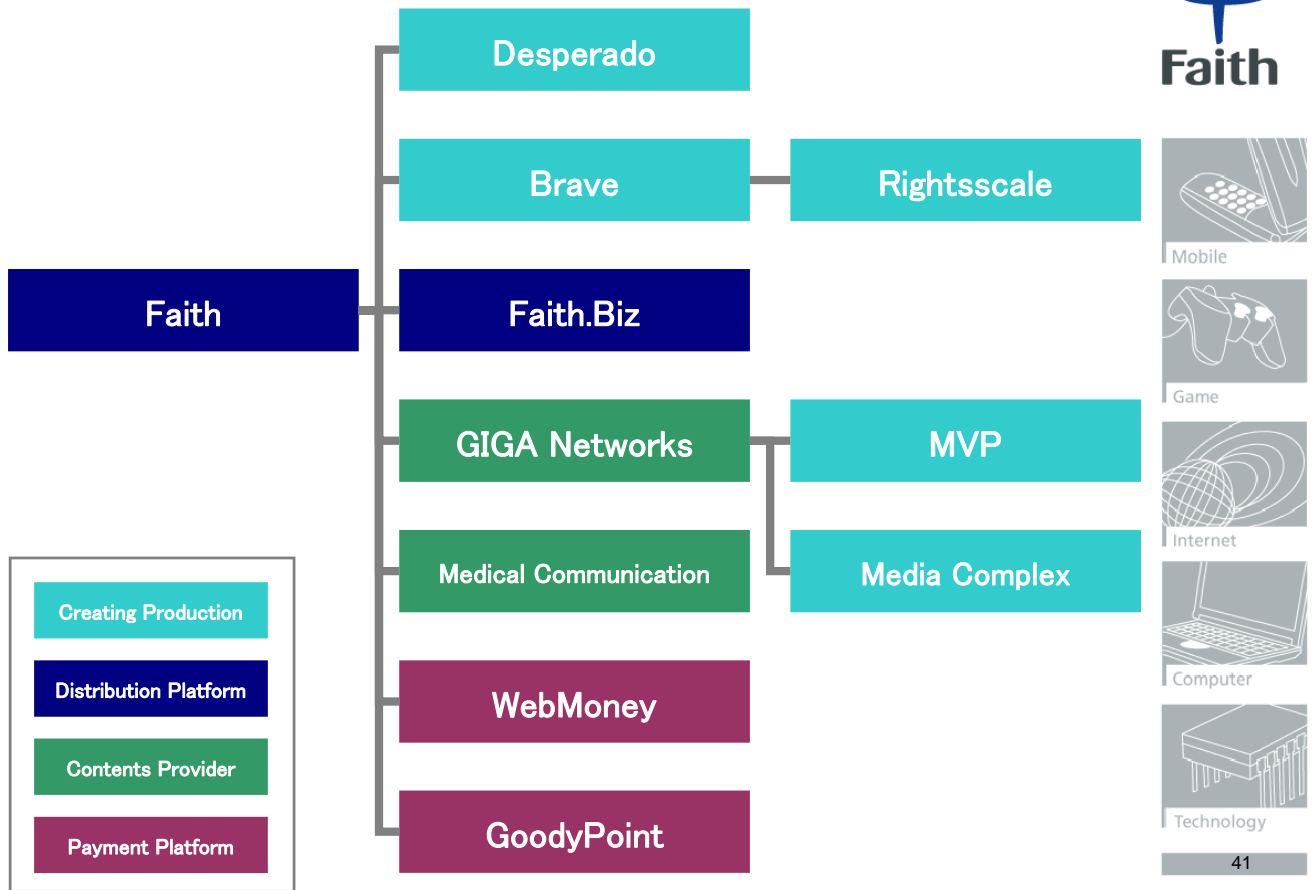 Desperado
Brave
Rightsscale
Faith
Faith.Biz
GIGA Networks
MVP
Medical Communication
Media Complex
WebMoney
GoodyPoint
Creating Production
Distribution Platform
Contents Provider
Payment Platform
Faith
Mobile
Game
Internet
Computer
Technology
41